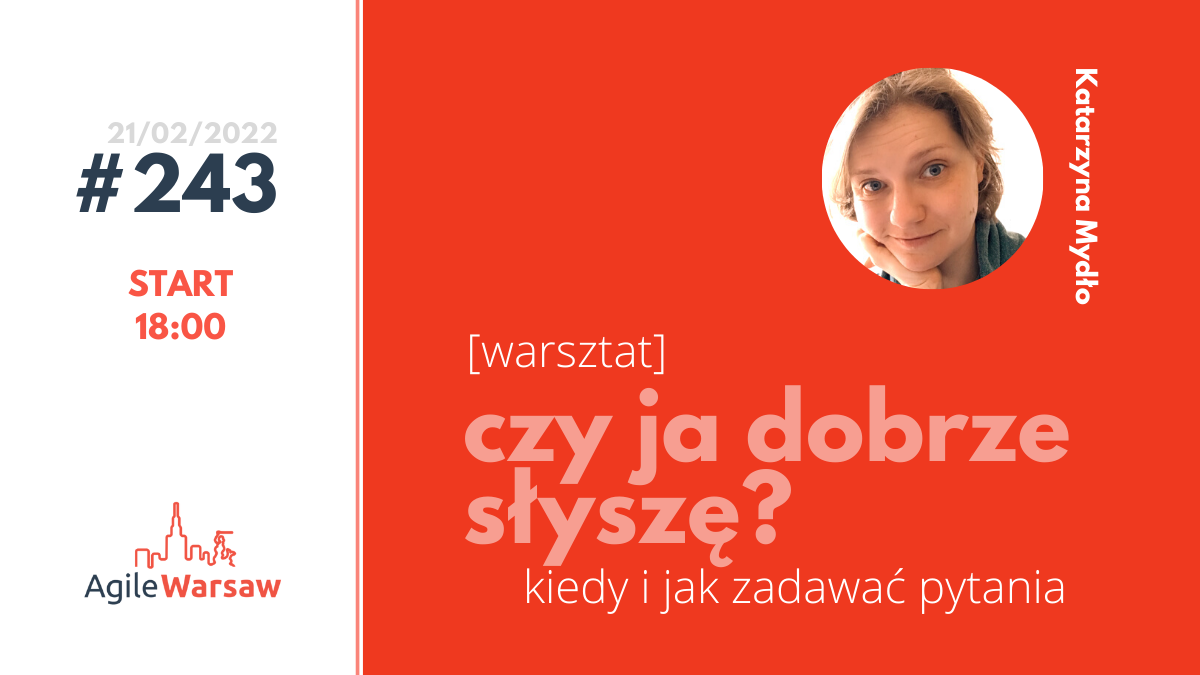 21/02/2022
#243
START
18:00
AgileWarsaw
Katarzyna Mydło
[warsztat]
czy ja dobrze
słyszę?
kiedy i jak zadawać pytania